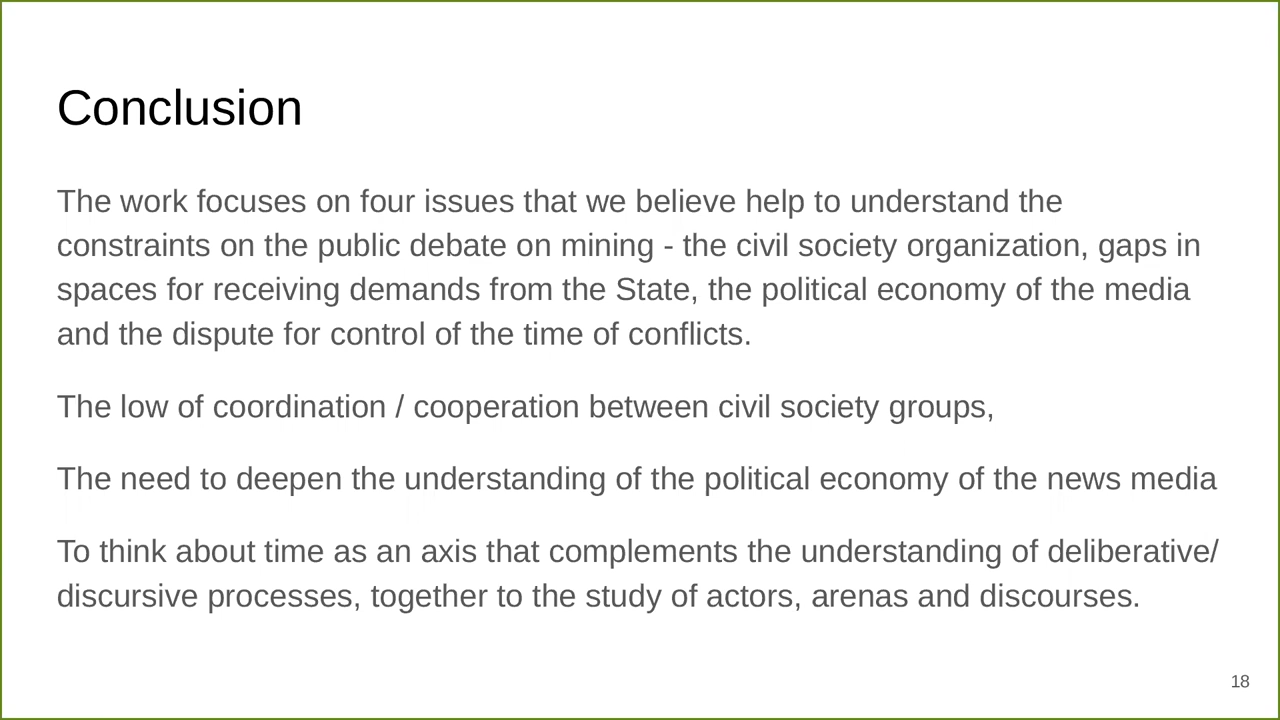 Conclusion
The work focuses on four issues that we believe help to understand the
constraints on the public debate on mining - the civil society organization, gaps in
spaces for receiving demands from the State, the political economy of the media
and the dispute for control of the time of conflicts.
The low of coordination / cooperation between civil society groups,
The need to deepen the understanding of the political economy of the news media
To think about time as an axis that complements the understanding of deliberative/
discursive processes, together to the study of actors, arenas and discourses.
18